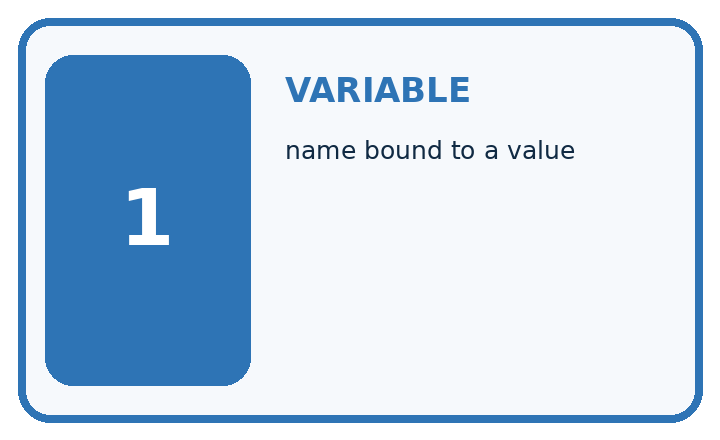 1
VARIABLE
name bound to a value